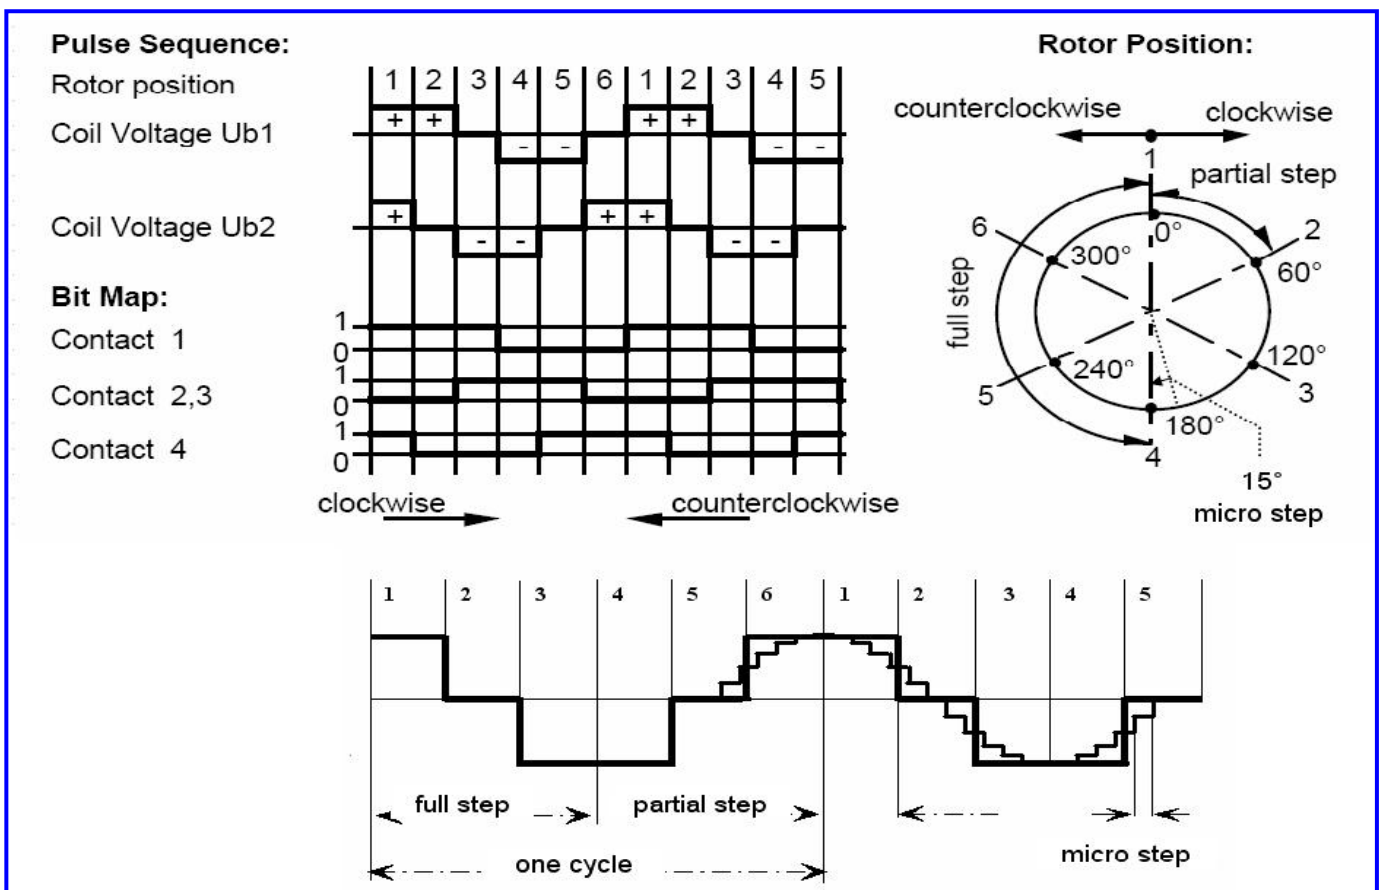 Pulse Sequence:
Rotor position 1 2 3 4 5 6 1 2 3 4 5
Coil Voltage Ub1 + + - - + + - -
Coil Voltage Ub2 + - - + + - -
Bit Map:
Contact 1 1 0
Contact 2,3 1 0
Contact 4 1 0
clockwise counterclockwise
Rotor Position:
counterclockwise clockwise
1
partial step
6 0° 2
300° 60°
full step
240° 120°
5 3
180°
4
15°
micro step
1 2 3 4 5 6 1 2 3 4 5
full step partial step
one cycle micro step